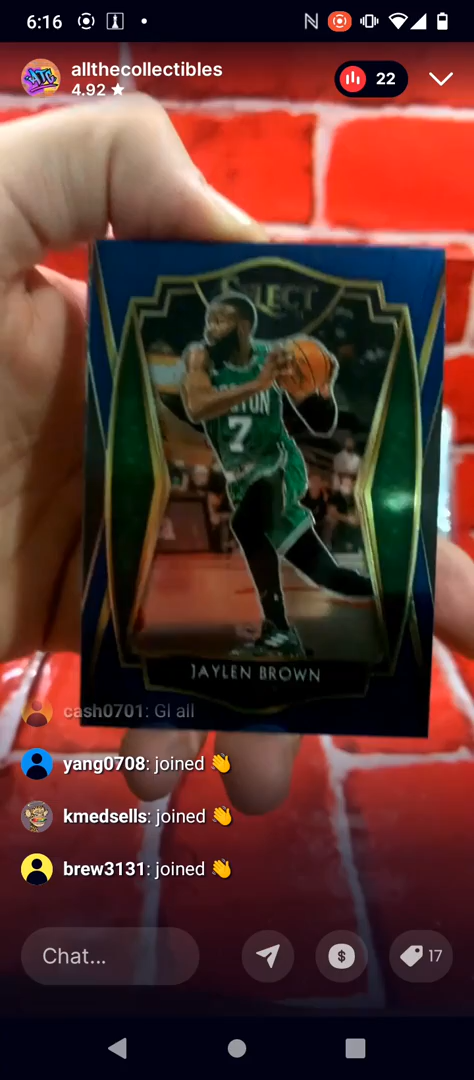 6:16
allthecollectibles
4.92 ★
22
SELECT
BOSTON
7
JAYLEN BROWN
cash0701: Gl all
yang0708: joined 👋
kmedsells: joined 👋
brew3131: joined 👋
Chat...
$
17